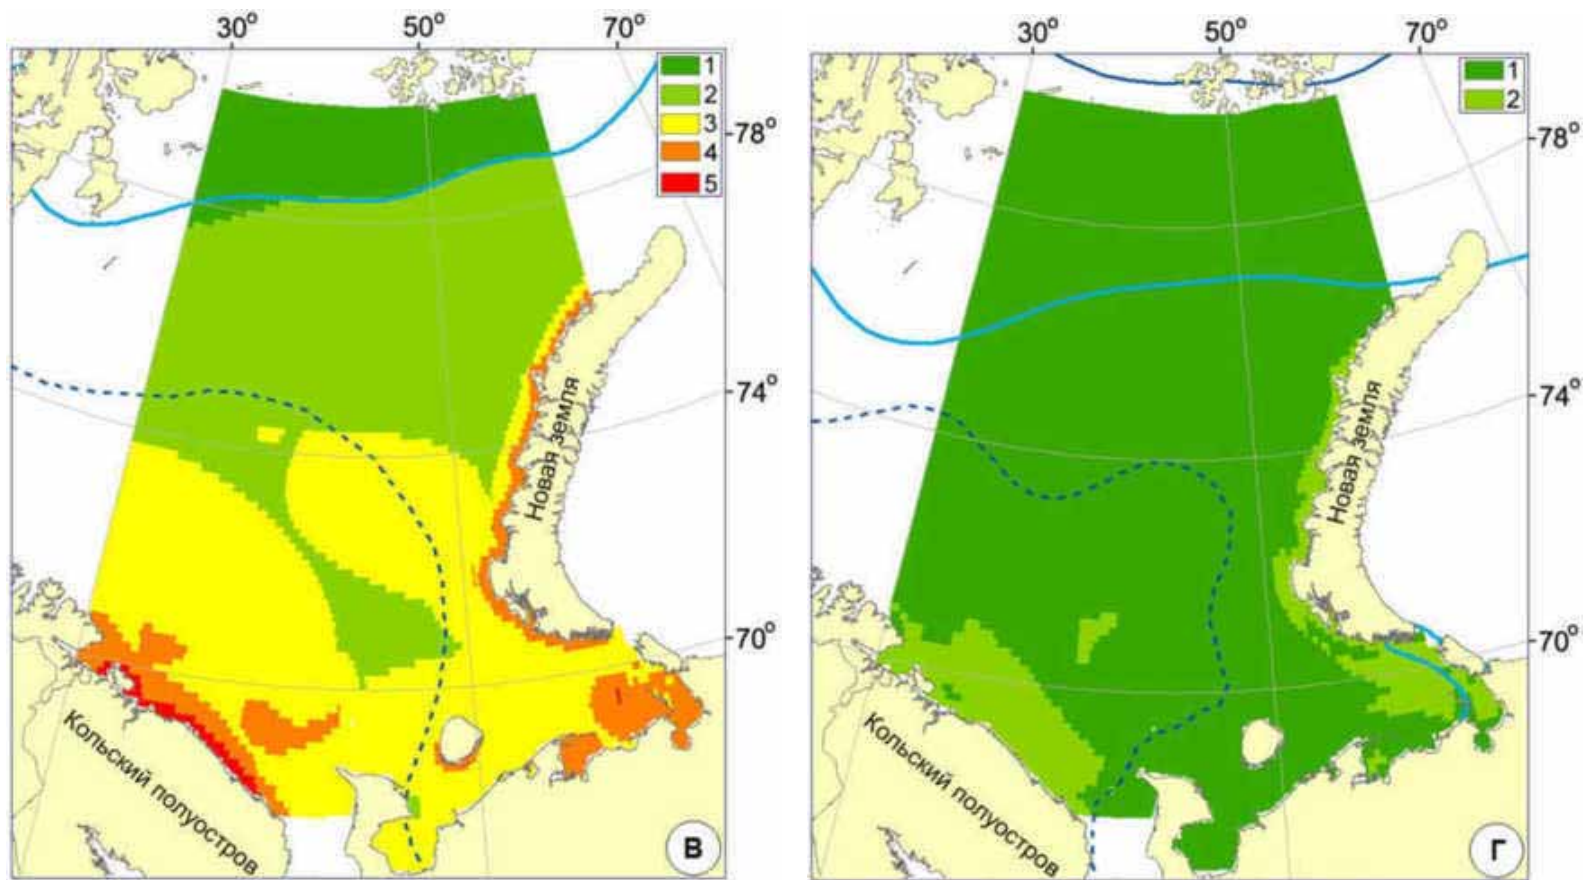 30° 50° 70°
1
2
3
4
5
78°
74°
70°
Новая земля
Кольский полуостров
В
30° 50° 70°
1
2
78°
74°
70°
Новая земля
Кольский полуостров
Г